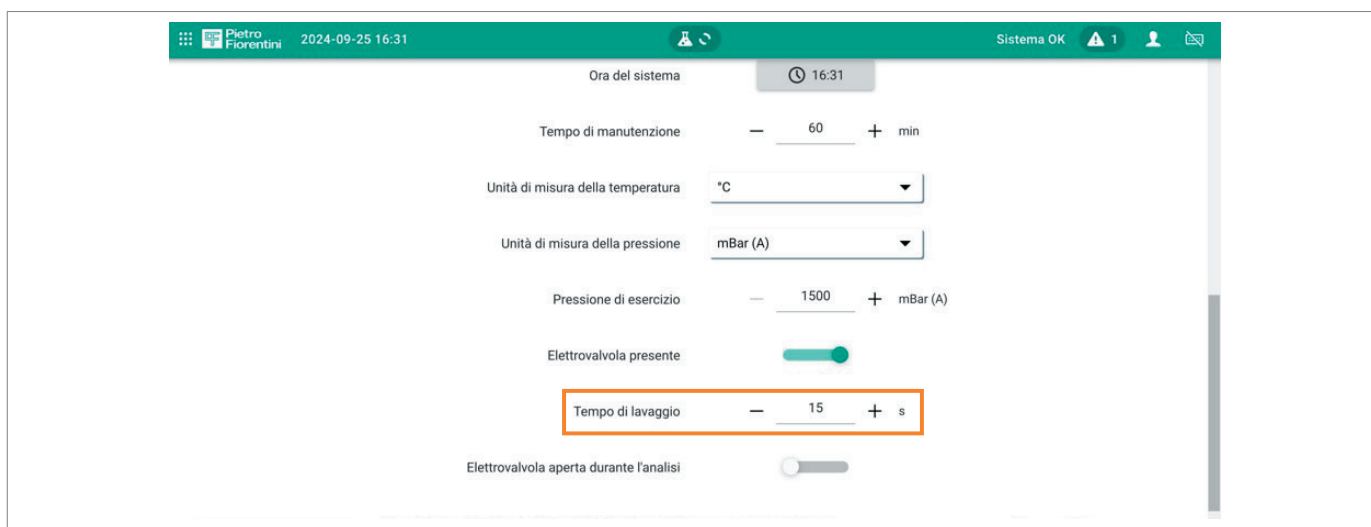 Pietro
Fiorentini
2024-09-25 16:31
Sistema OK
1
Ora del sistema
16:31
Tempo di manutenzione
— 60 + min
Unità di misura della temperatura
°C
Unità di misura della pressione
mBar (A)
Pressione di esercizio
— 1500 + mBar (A)
Elettrovalvola presente
Tempo di lavaggio
— 15 + s
Elettrovalvola aperta durante l'analisi